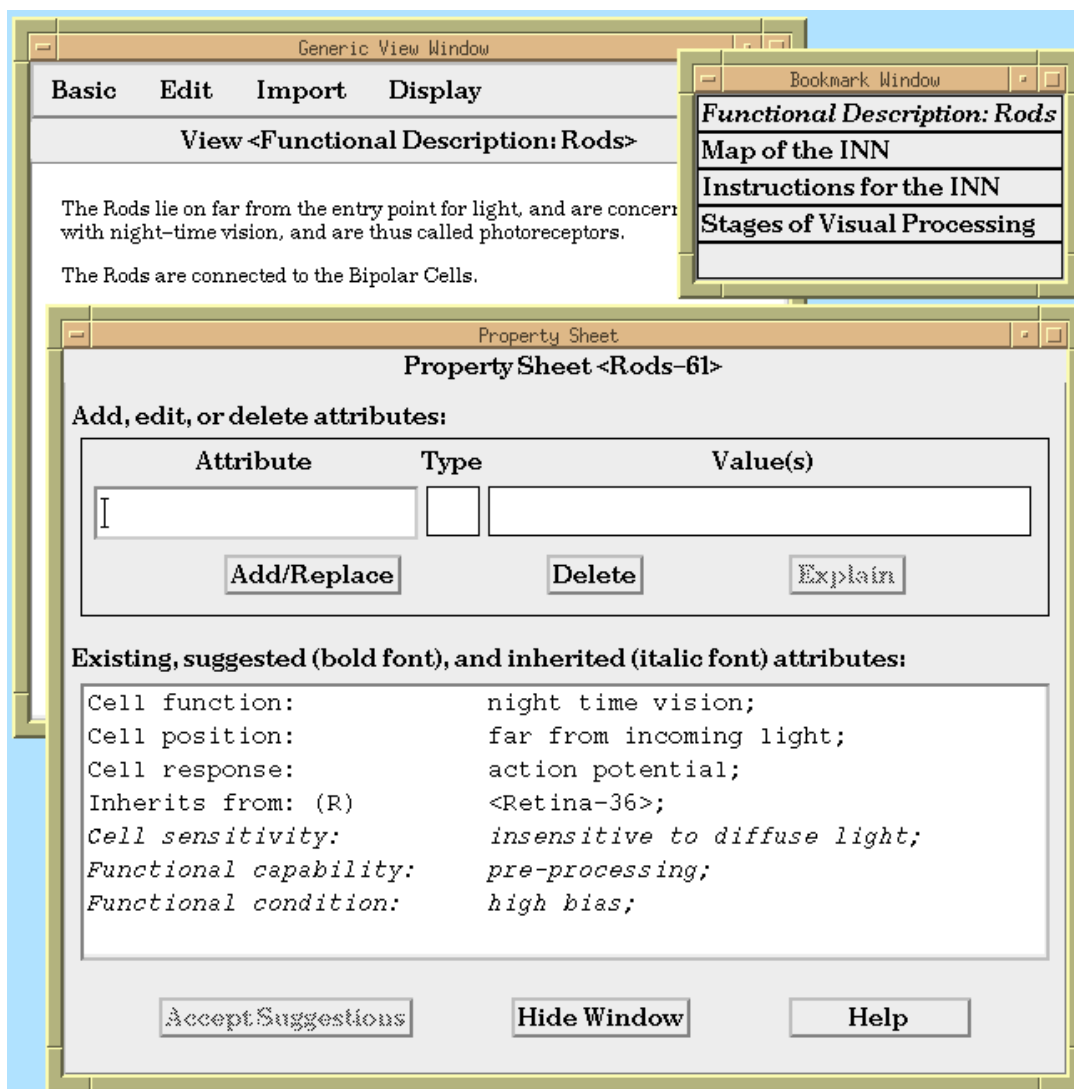 Generic View Window
Basic Edit Import Display
View <Functional Description: Rods>
The Rods lie on far from the entry point for light, and are
with night-time vision, and are thus called photoreceptors.
The Rods are connected to the Bipolar Cells.
Bookmark Window
Functional Description: Rods
Map of the INN
Instructions for the INN
Stages of Visual Processing
Property Sheet
Property Sheet <Rods-61>
Add, edit, or delete attributes:
Attribute Type Value(s)
Add/Replace Delete Explain
Existing, suggested (bold font), and inherited (italic font) attributes:
Cell function: night time vision;
Cell position: far from incoming light;
Cell response: action potential;
Inherits from: (R) <Retina-36>;
Cell sensitivity: insensitive to diffuse light;
Functional capability: pre-processing;
Functional condition: high bias;
Accept Suggestions Hide Window Help